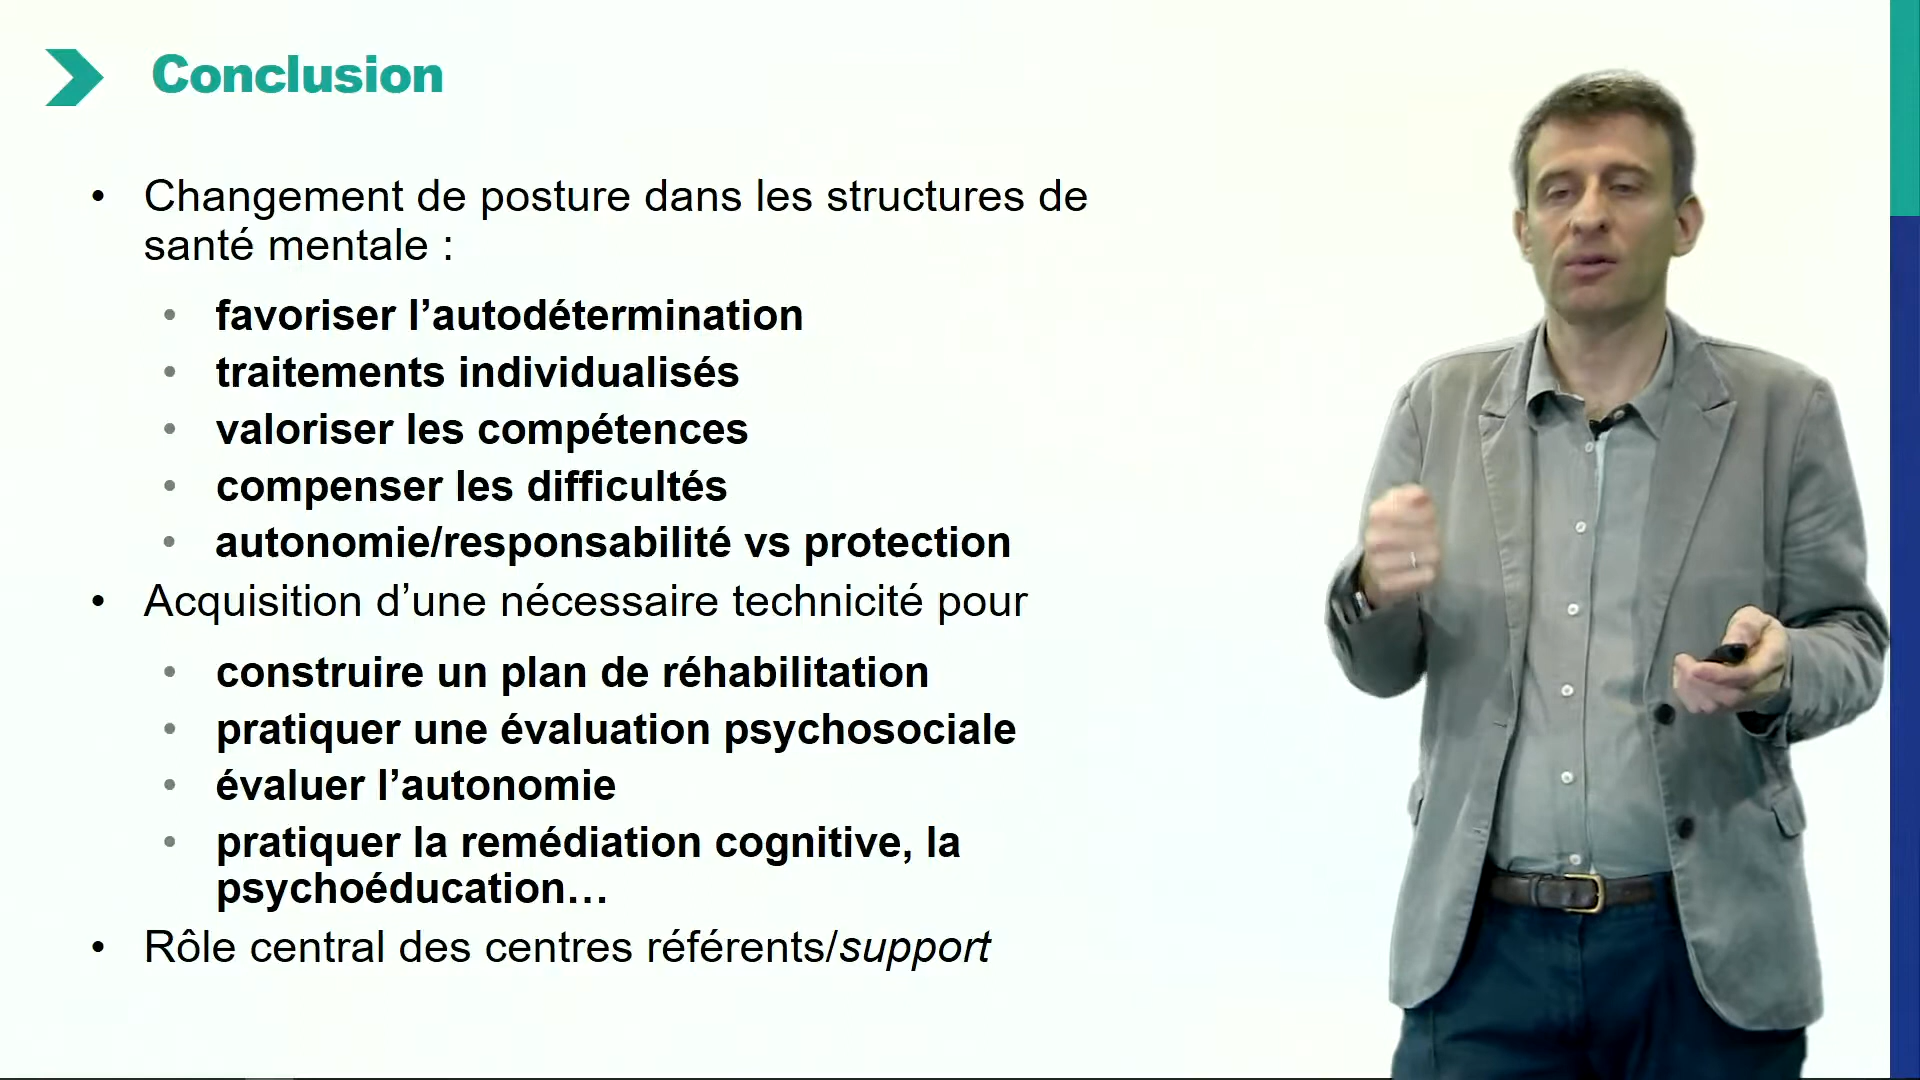 Conclusion
• Changement de posture dans les structures de
santé mentale :
• favoriser l’autodétermination
• traitements individualisés
• valoriser les compétences
• compenser les difficultés
• autonomie/responsabilité vs protection
• Acquisition d’une nécessaire technicité pour
• construire un plan de réhabilitation
• pratiquer une évaluation psychosociale
• évaluer l’autonomie
• pratiquer la remédiation cognitive, la
psychoéducation…
• Rôle central des centres référents/support